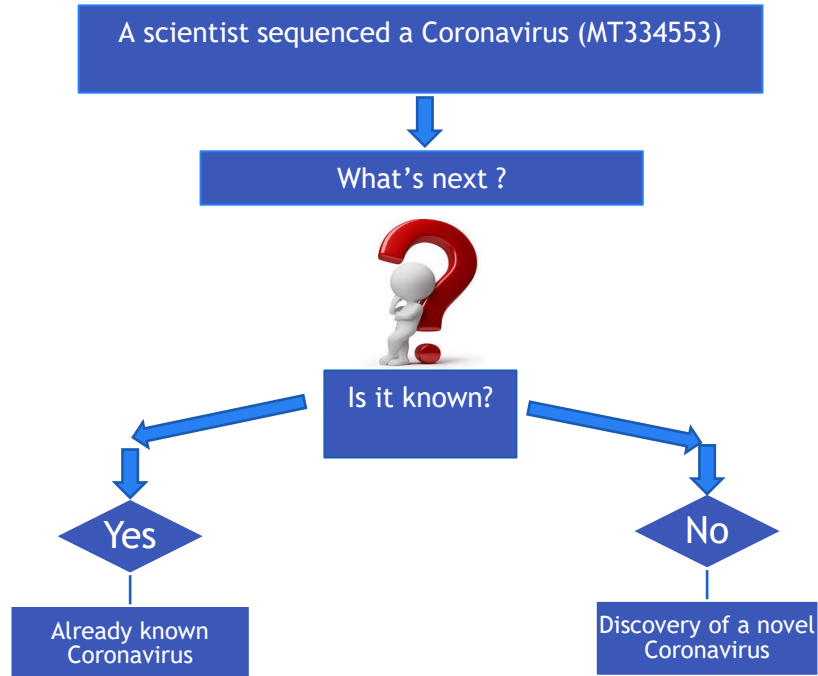 A scientist sequenced a Coronavirus (MT334553)
What's next ?
Is it known?
Yes
No
Already known
Coronavirus
Discovery of a novel
Coronavirus